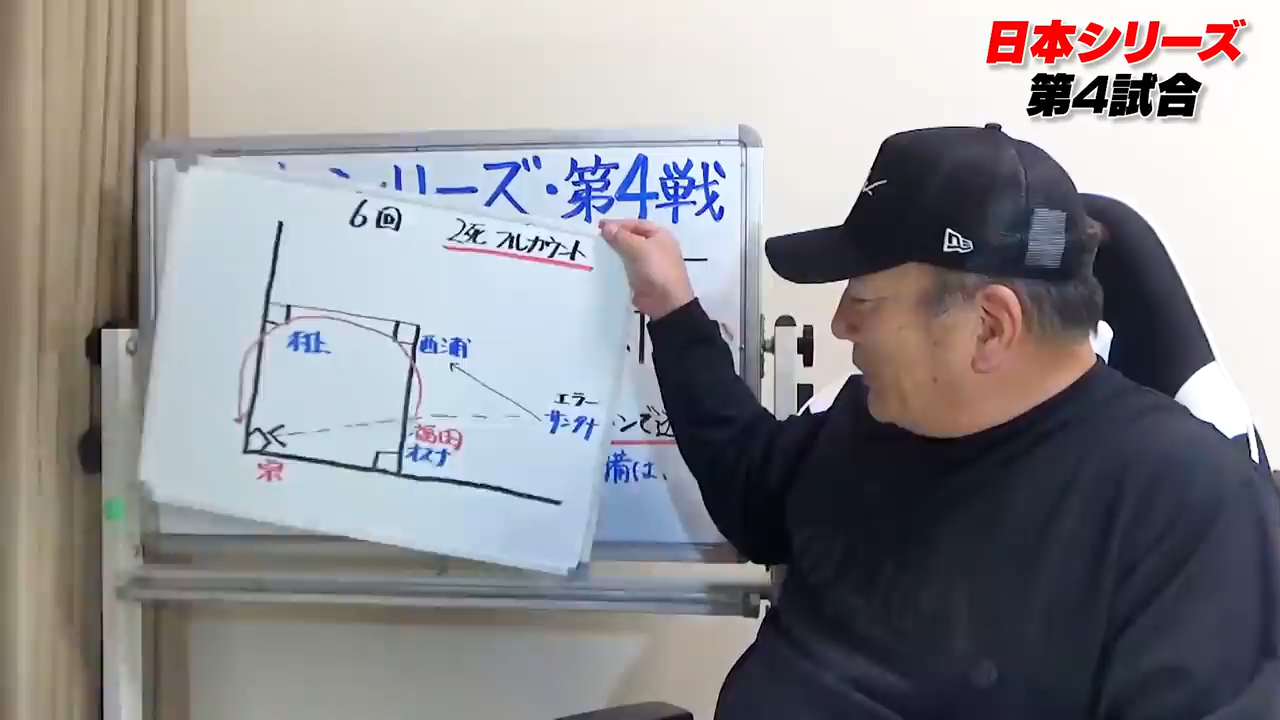 日本シリーズ
第4試合
シリーズ・第4戦
6回
2死 フルカウント
村上
西浦
エラー
サンタナ
福田
オスナ
宗
ンで
備は、